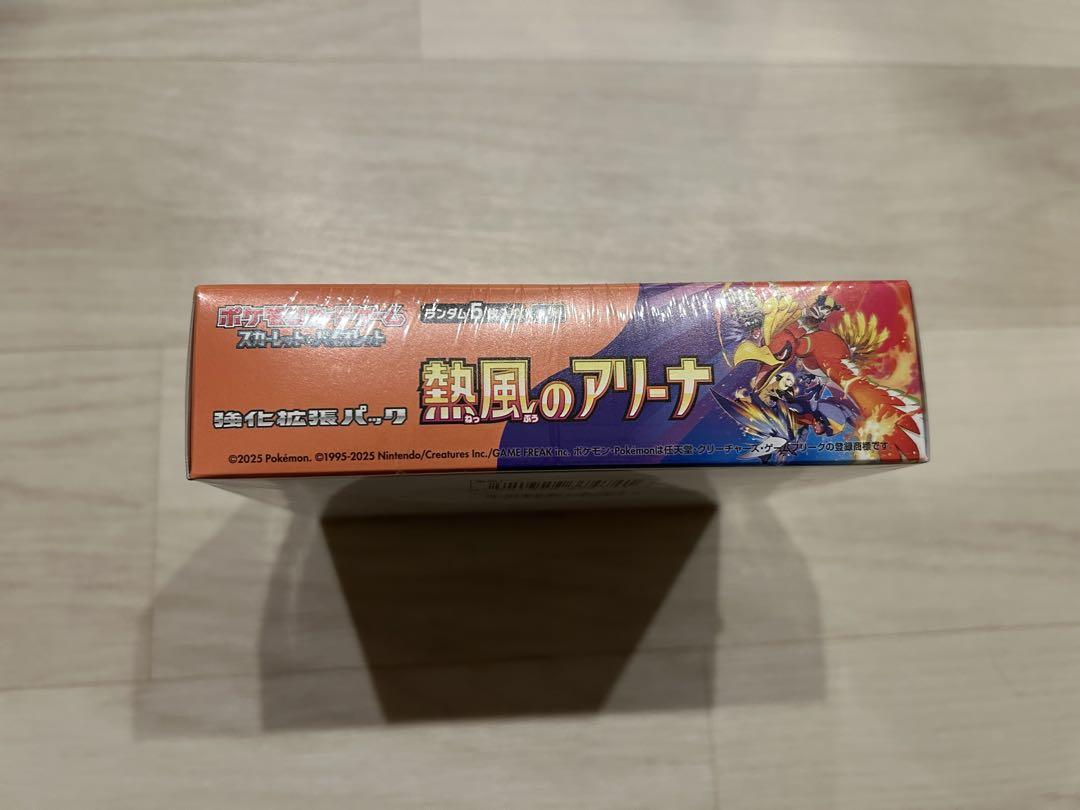 ポケモンカードゲーム
スカーレット&バイオレット
ランダム5
強化拡張パック
熱風のアリーナ
ねっ ぷう
©2025 Pokémon. ©1995-2025 Nintendo/Creatures Inc./GAME FREAK inc. ポケモン・Pokémonは任天堂・クリーチャーズ・ゲームフリークの登録商標です